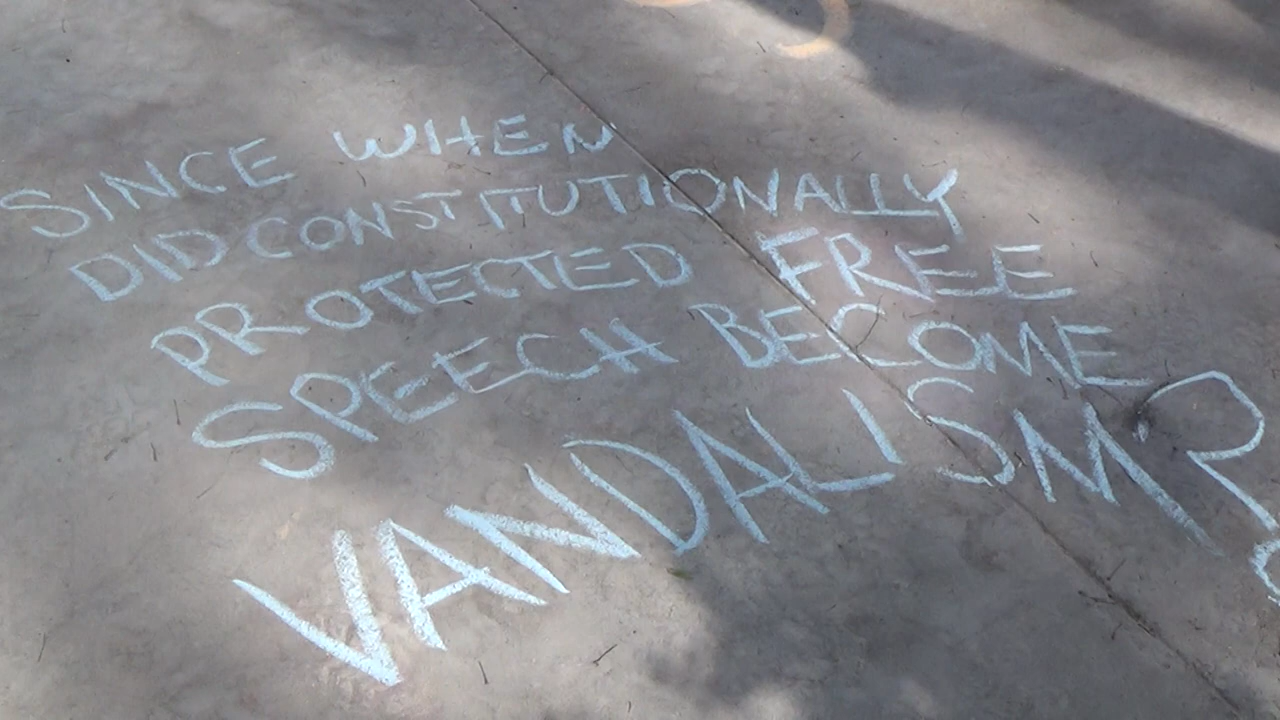 SINCE WHEN
DID CONSTITUTIONALLY
PROTECTED FREE
SPEECH BECOME
VANDALISM?